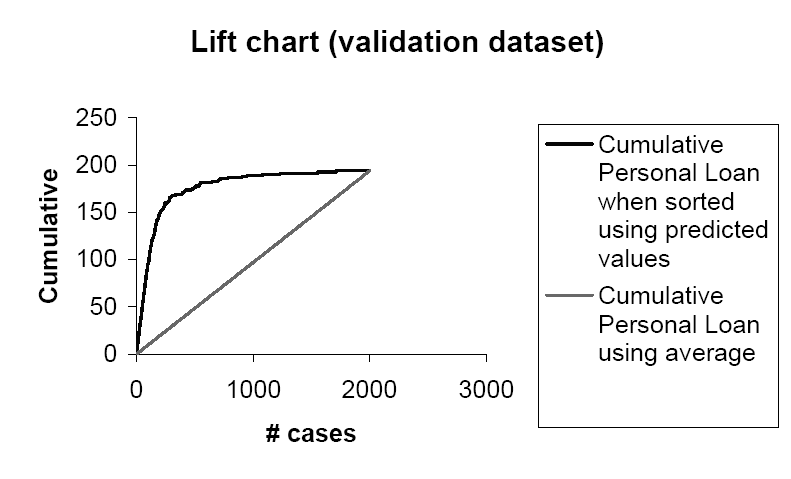 Lift chart (validation dataset)
250
200
150
100
50
0
Cumulative
0 1000 2000 3000
# cases
Cumulative
Personal Loan
when sorted
using predicted
values
Cumulative
Personal Loan
using average